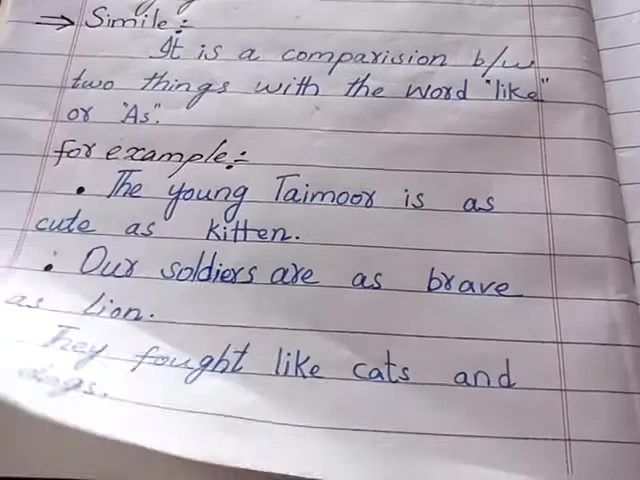 ⇒ Simile:-
It is a comparision b/w
two things with the word "like"
or "As".
for example:-
• The young Taimoor is as
cute as kitten.
• Our soldiers are as brave
as Lion.
They fought like cats and
dogs.